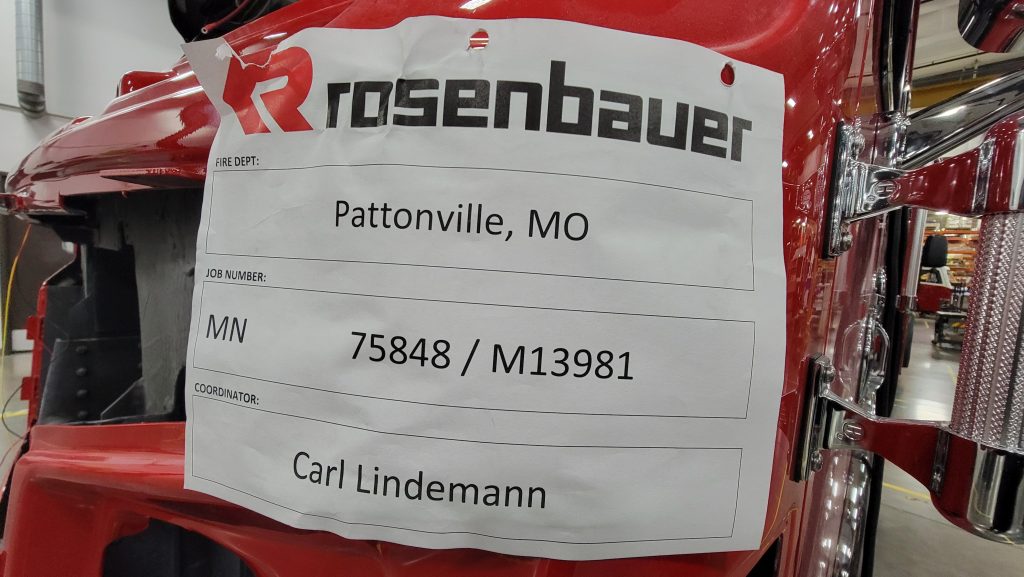 R rosenbauer
FIRE DEPT:
Pattonville, MO
JOB NUMBER:
MN 75848 / M13981
COORDINATOR:
Carl Lindemann